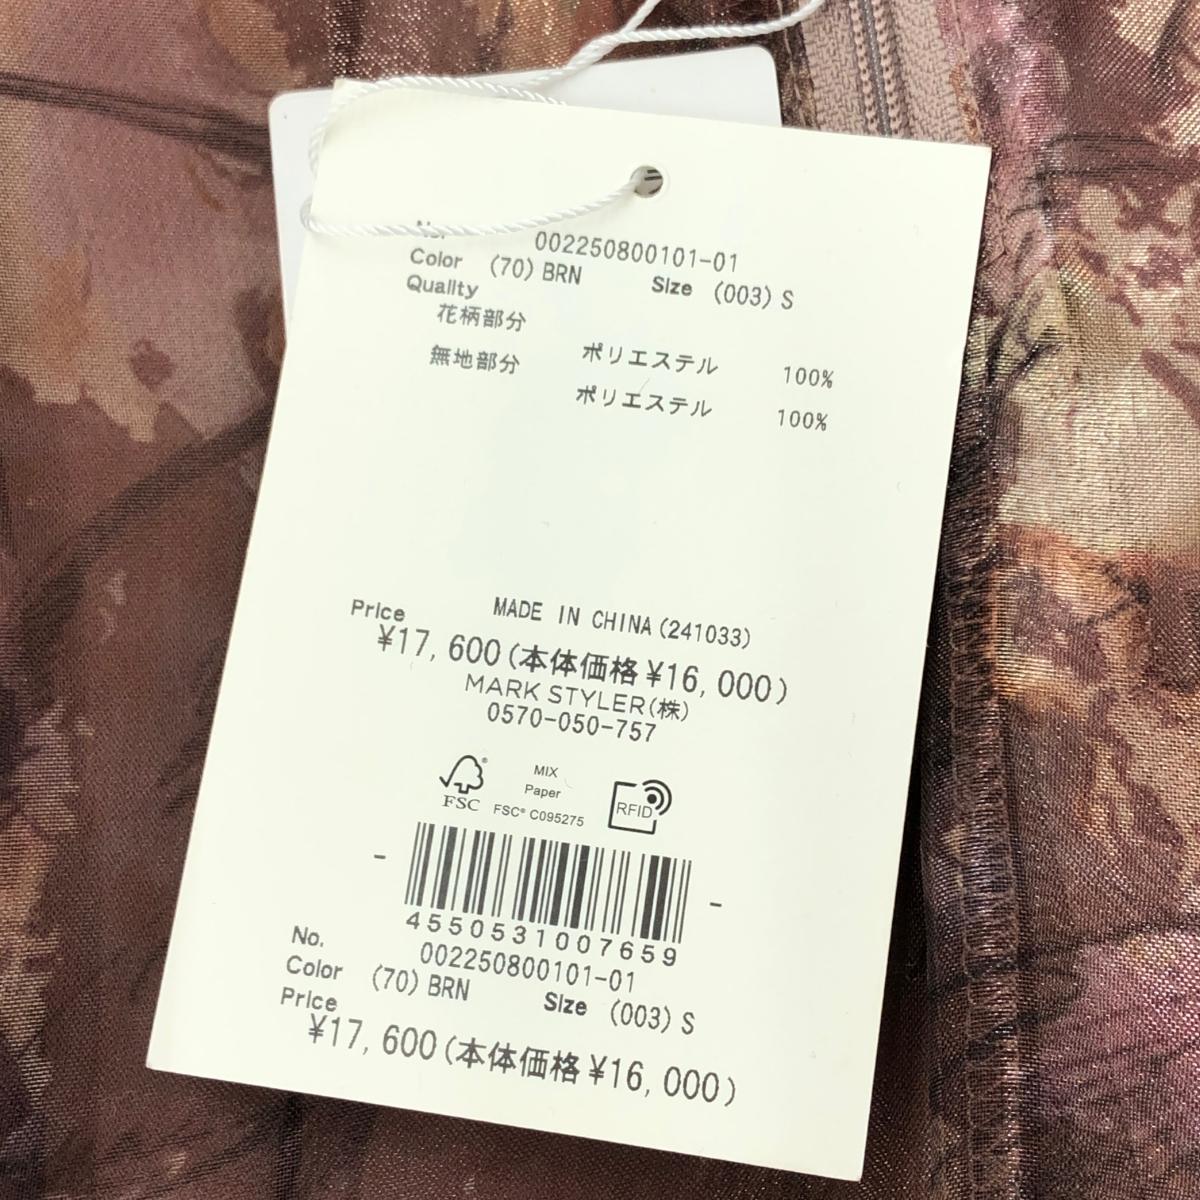 No. 002250800101-01
Color (70) BRN Size (003) S
Quality
花柄部分
ポリエステル 100%
無地部分
ポリエステル 100%
MADE IN CHINA (241033)
Price
¥17,600(本体価格¥16,000)
MARK STYLER(株)
0570-050-757
FSC
MIX
Paper
FSC® C095275
RFID
4550531007659
No. 002250800101-01
Color (70) BRN Size (003) S
Price
¥17,600(本体価格¥16,000)